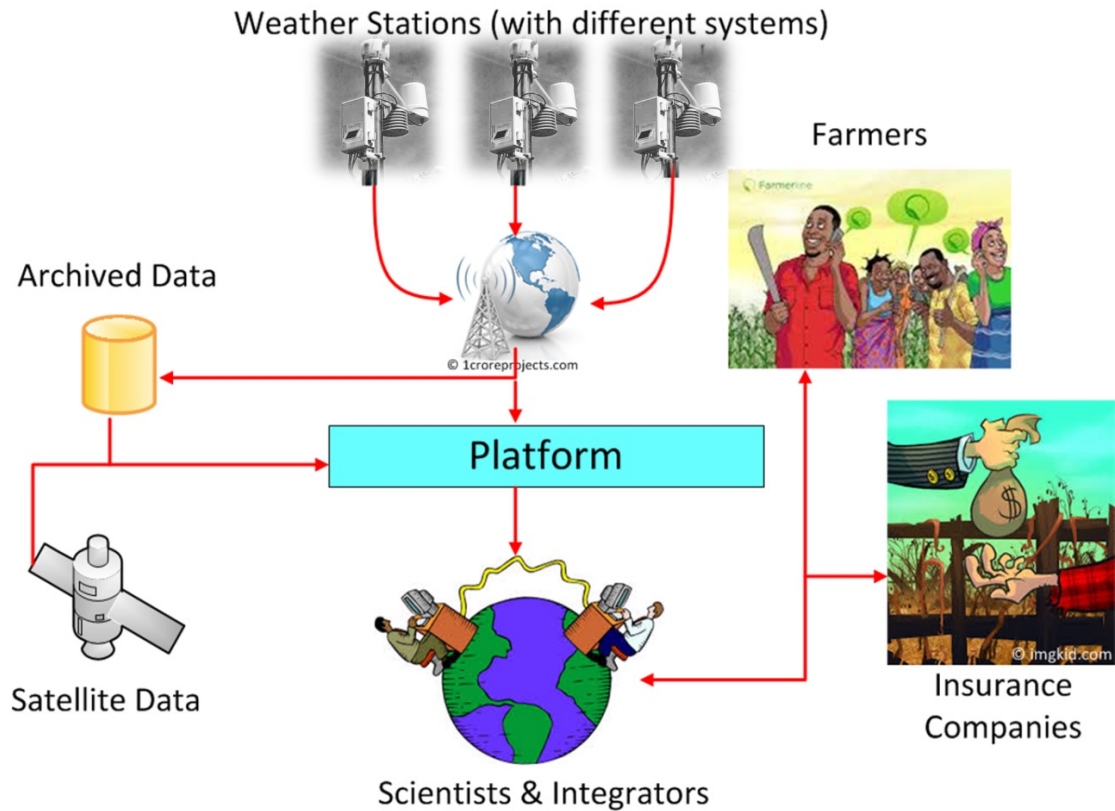 Weather Stations (with different systems)
Farmers
Farmerline
Archived Data
© 1croreprojects.com
Platform
$
© imgkid.com
Satellite Data
Insurance
Companies
Scientists & Integrators